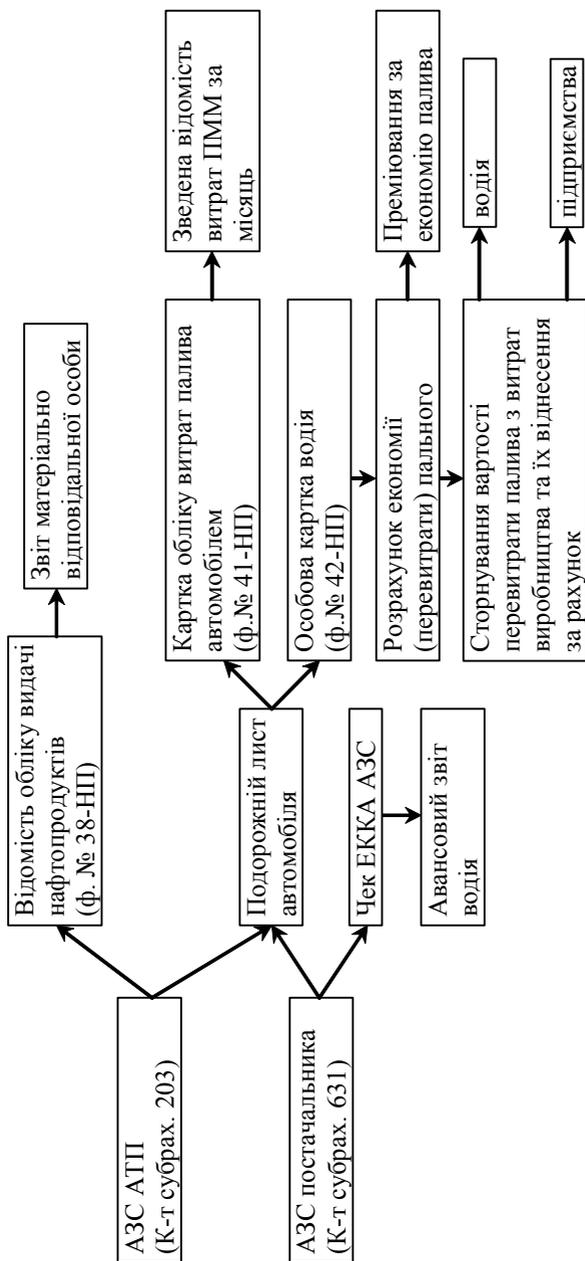 АЗС АТП
(К-т субрах. 203)
АЗС постачальника
(К-т субрах. 631)
Відомість обліку видачі
нафтопродуктів
(ф. № 38-НП)
Подорожній лист
автомобіля
Чек ЕККА АЗС
Авансовий звіт
водія
Звіт матеріально
відповідальної особи
Картка обліку витрат палива
автомобілем
(ф.№ 41-НП)
Особова картка водія
(ф.№ 42-НП)
Розрахунок економії
(перевитрати) пального
Сторнування вартості
перевитрати палива з витрат
виробництва та їх віднесення
за рахунок
Зведена відомість
витрат ПММ за
місяць
Преміювання за
економію палива
водія
підприємства